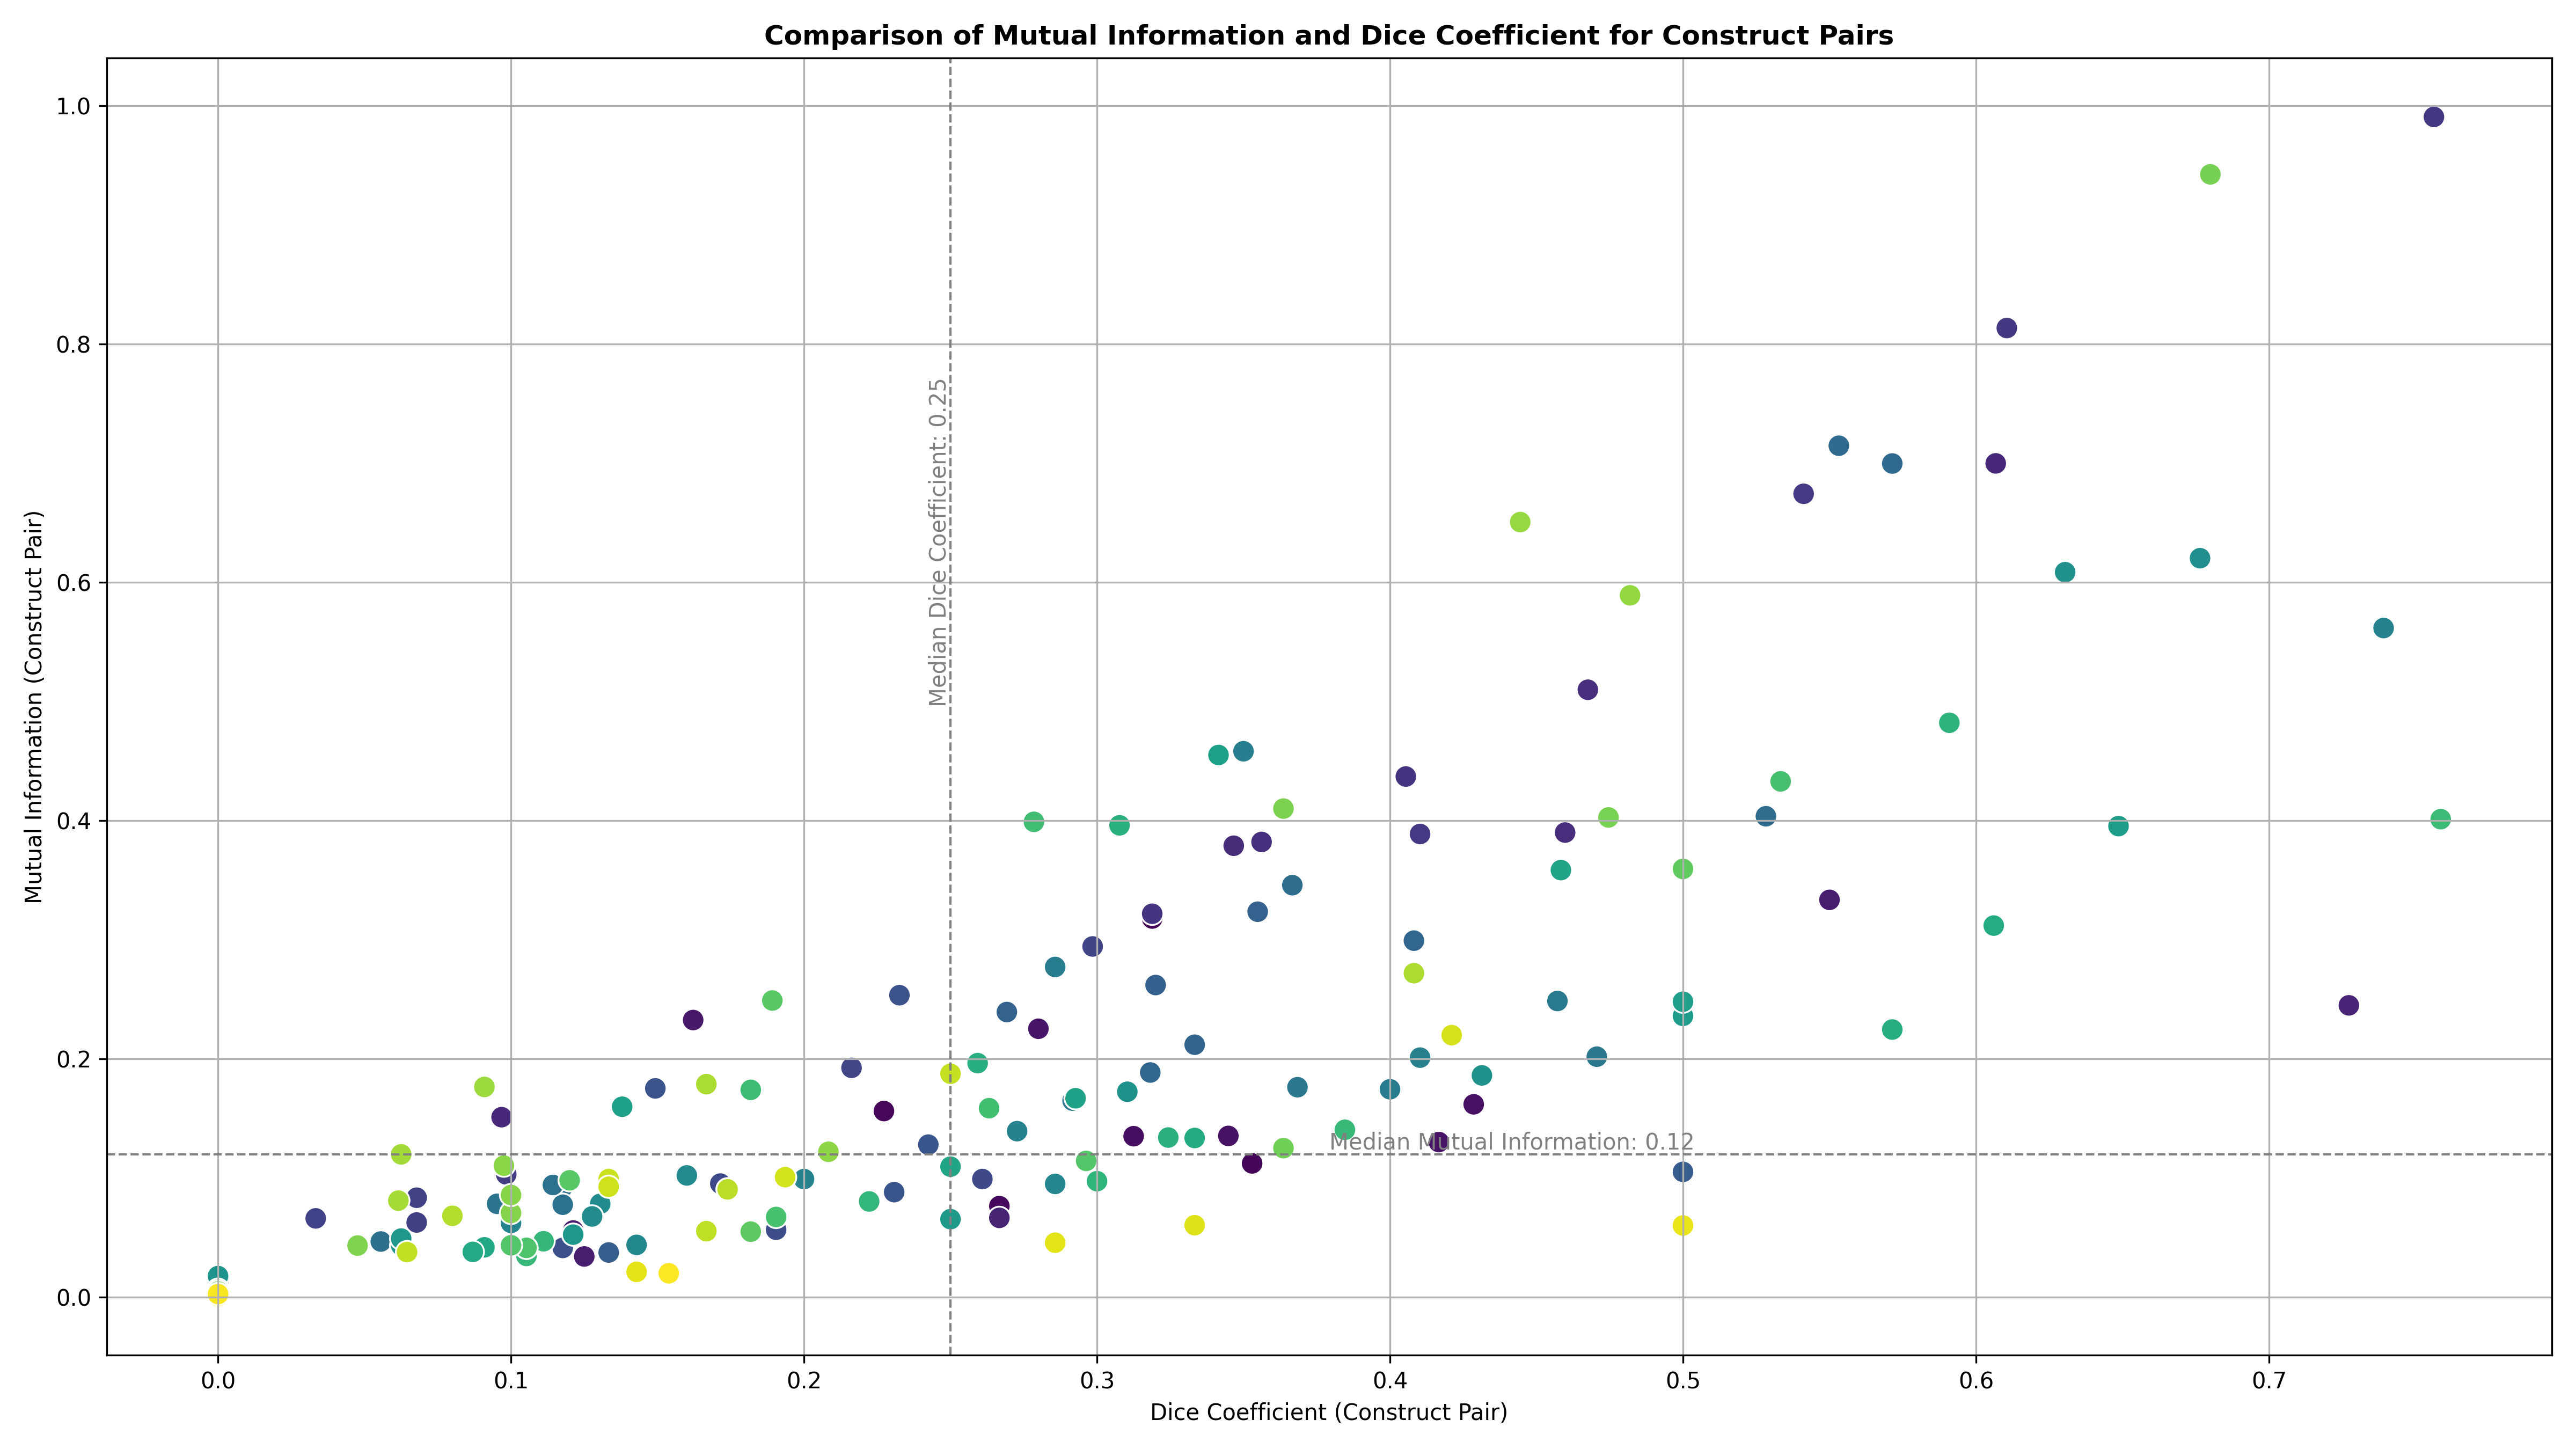 Comparison of Mutual Information and Dice Coefficient for Construct Pairs
Mutual Information (Construct Pair)
1.0
0.8
0.6
0.4
0.2
0.0
Median Dice Coefficient: 0.25
Median Mutual Information: 0.12
0.0 0.1 0.2 0.3 0.4 0.5 0.6 0.7
Dice Coefficient (Construct Pair)